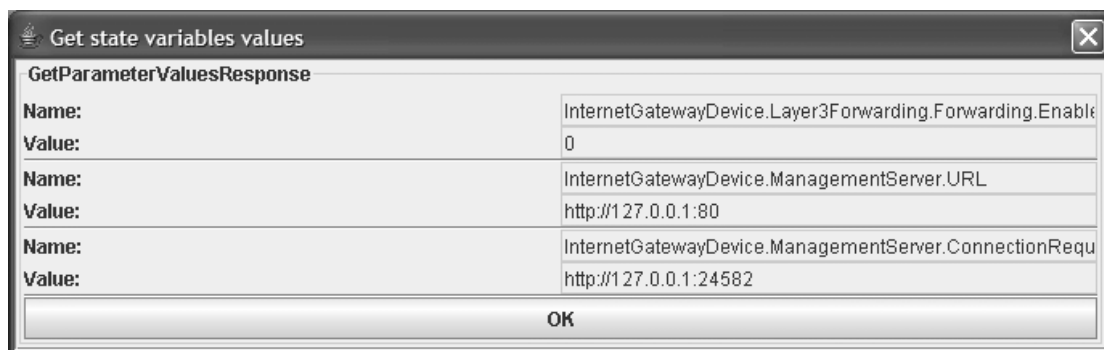 Get state variables values
GetParameterValuesResponse
Name: InternetGatewayDevice.Layer3Forwarding.Forwarding.Enable
Value: 0
Name: InternetGatewayDevice.ManagementServer.URL
Value: http://127.0.0.1:80
Name: InternetGatewayDevice.ManagementServer.ConnectionRequ
Value: http://127.0.0.1:24582
OK